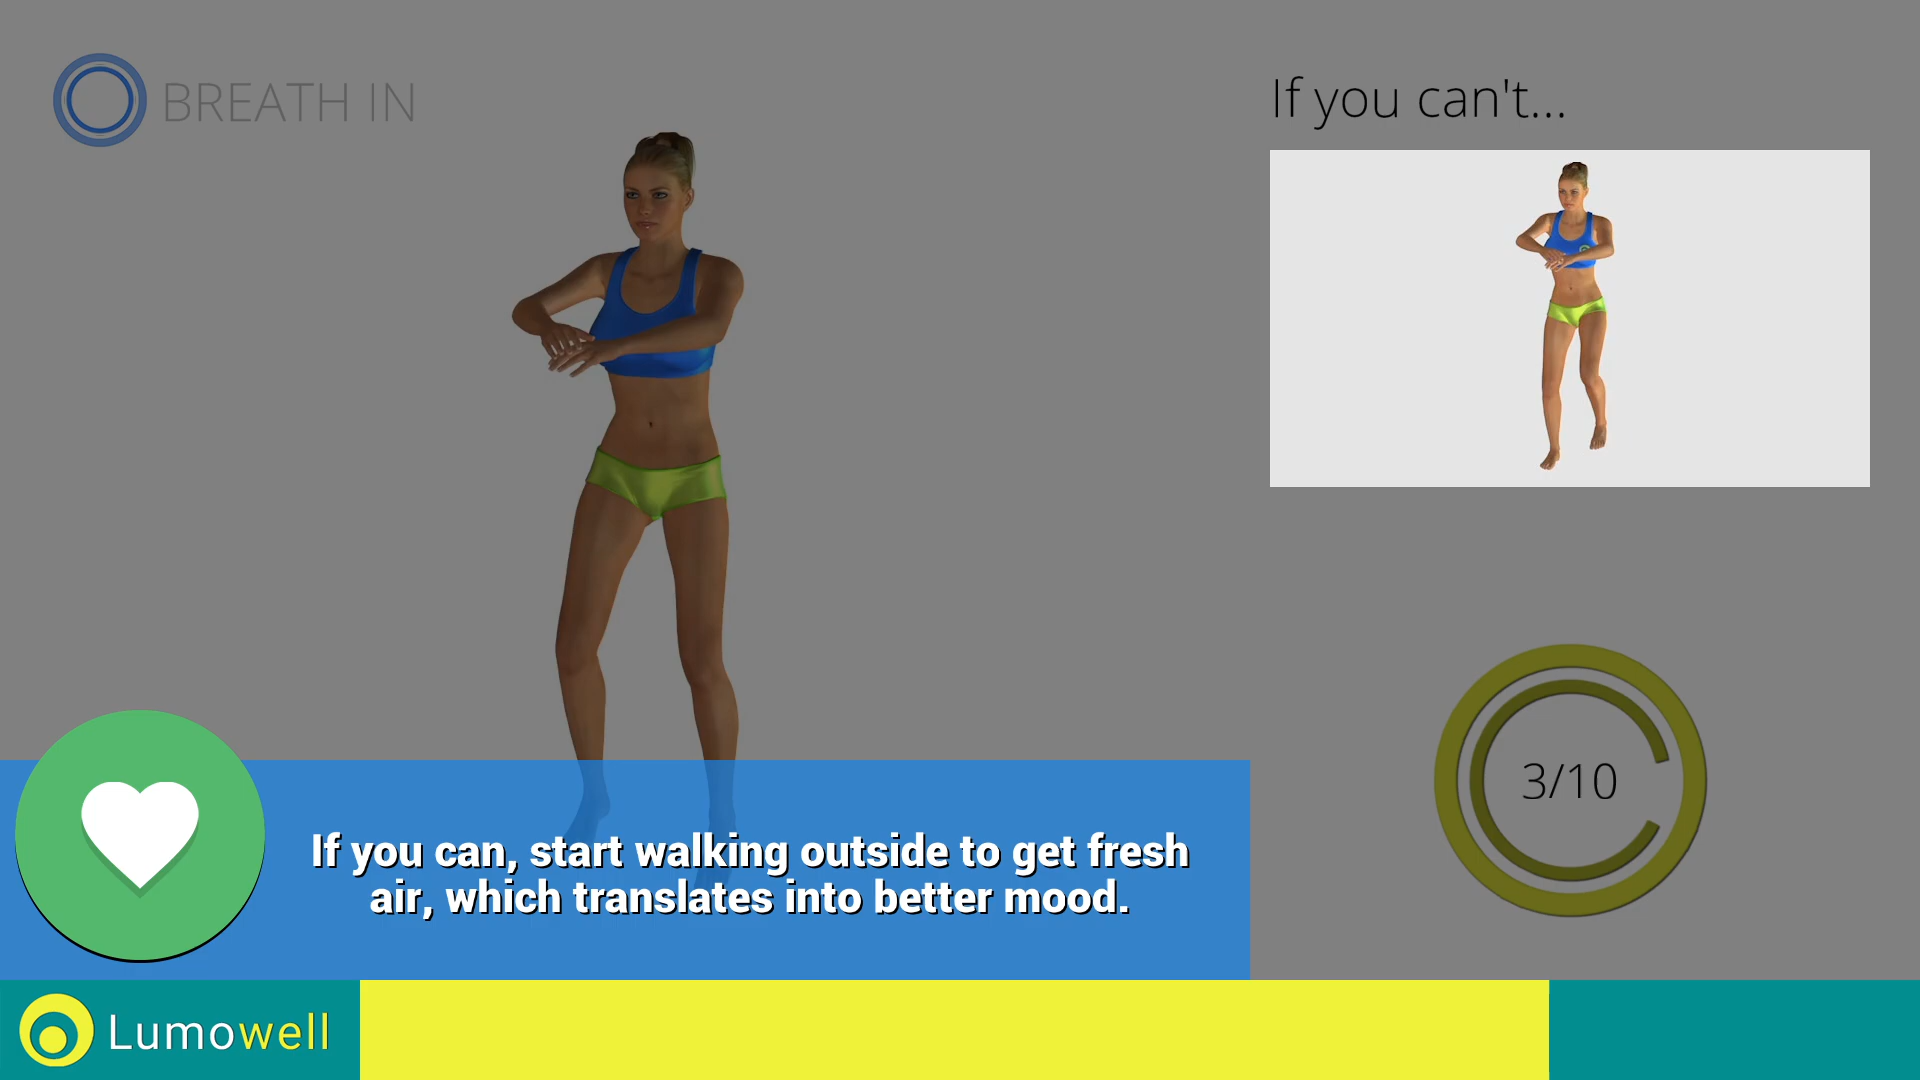 BREATH IN
If you can't...
3/10
If you can, start walking outside to get fresh
air, which translates into better mood.
Lumowell